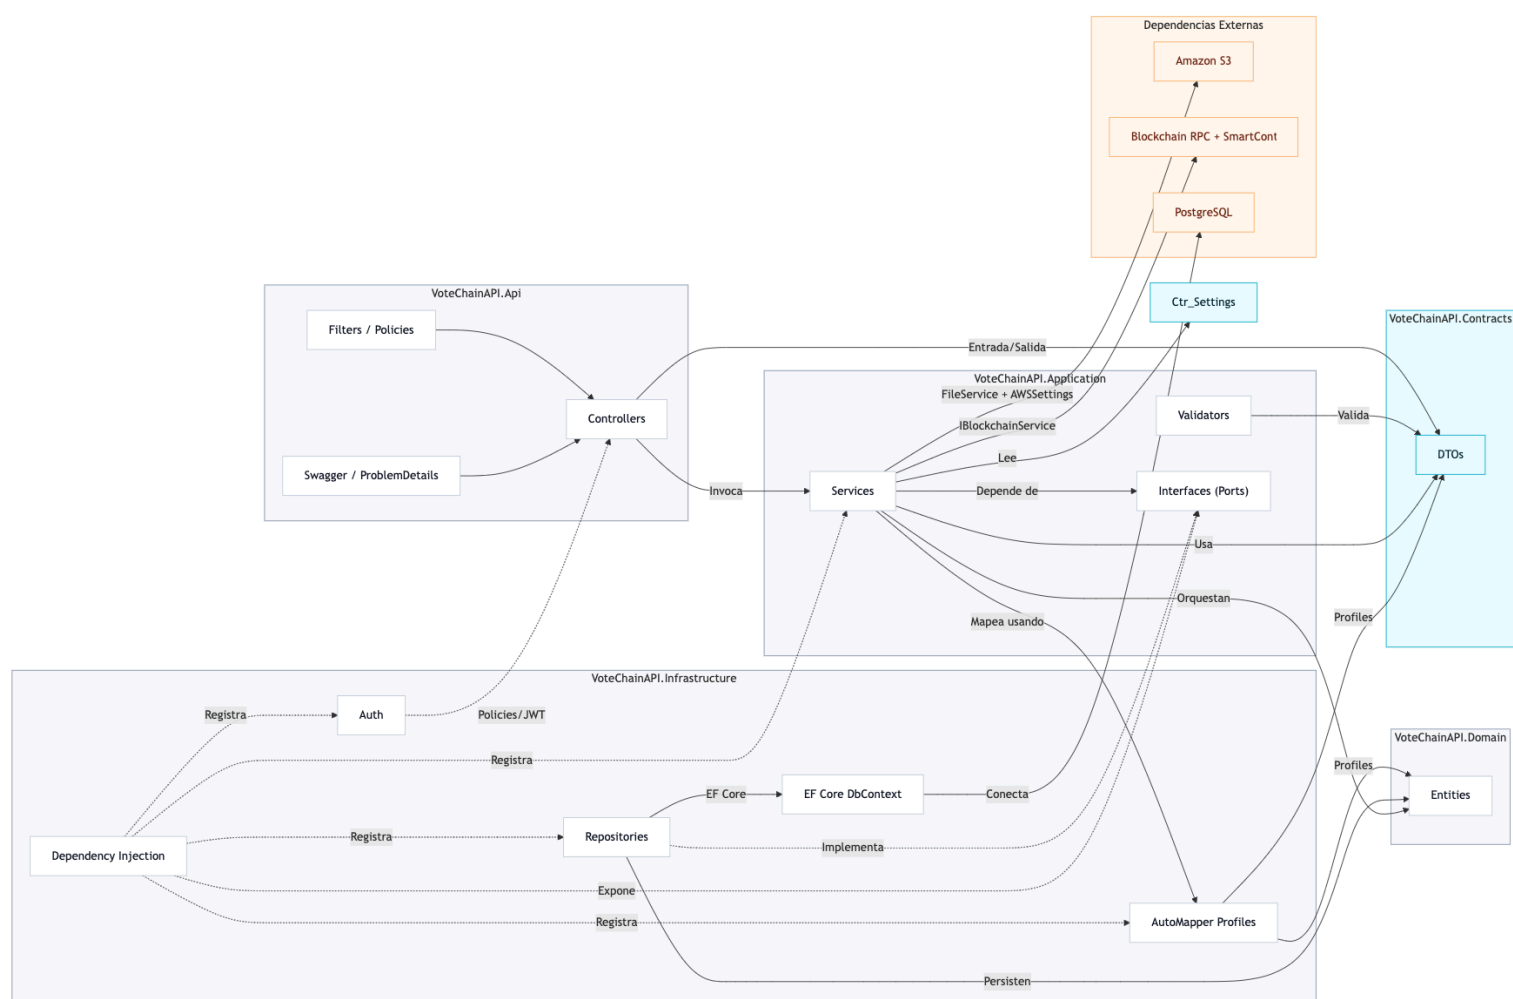 Dependencias Externas
Amazon S3
Blockchain RPC + SmartCont
PostgreSQL
Ctr_Settings
VoteChainAPI.Api
Filters / Policies
Controllers
Swagger / ProblemDetails
Entrada/Salida
VoteChainAPI.Contracts
DTOs
VoteChainAPI.Application
FileService + AWSSettings
IBlockchainService
Validators
Valida
Lee
Invoca
Services
Depende de
Interfaces (Ports)
Usa
Orquestan
Mapea usando
Profiles
VoteChainAPI.Infrastructure
Registra
Auth
Policies/JWT
Registra
VoteChainAPI.Domain
Profiles
Entities
EF Core
EF Core DbContext
Conecta
Dependency Injection
Registra
Repositories
Implementa
Expone
Registra
AutoMapper Profiles
Persisten